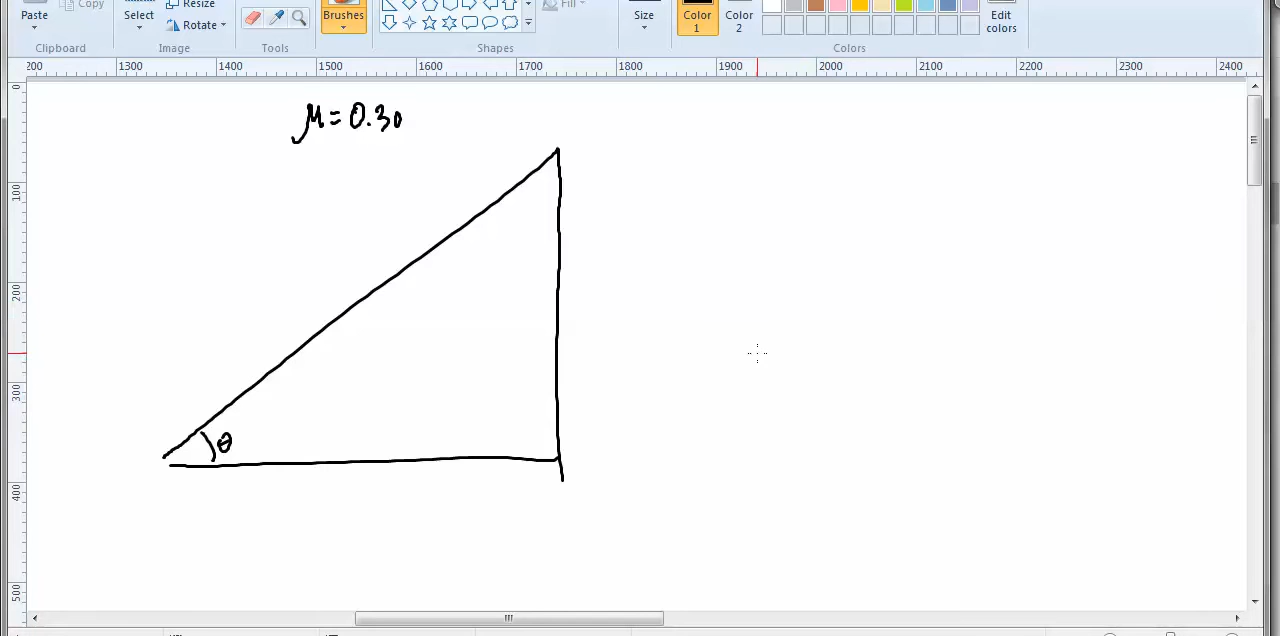 Paste
Copy
Select
Resize
Rotate
Brushes
Fill
Size
Color 1
Color 2
Edit colors
Clipboard
Image
Tools
Shapes
Colors
200 1300 1400 1500 1600 1700 1800 1900 2000 2100 2200 2300 2400
0
100
200
300
400
500
μ = 0.30
θ